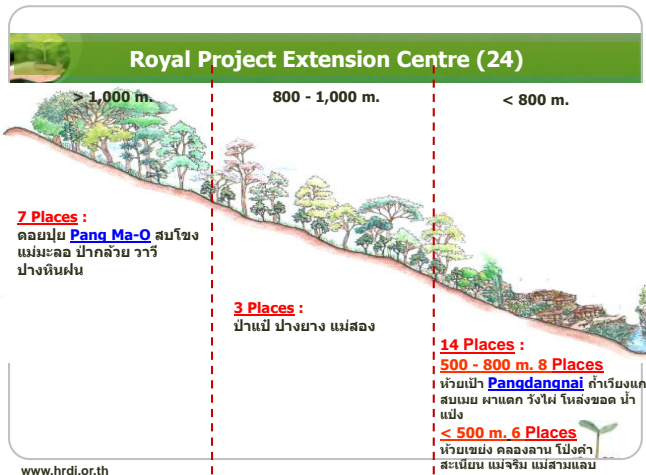 Royal Project Extension Centre (24)
> 1,000 m.
800 - 1,000 m.
< 800 m.
7 Places :
ดอยปุย Pang Ma-O สบโขง
แม่มะลอ ป่ากล้วย วาวี
ปางหินฝน
3 Places :
ป่าแป๋ ปางยาง แม่สอง
14 Places :
500 - 800 m. 8 Places
ห้วยเป้า Pangdangnai ถ้ำเวียงแก
สบเมย ผาแตก วังไผ่ โหล่งขอด น้ำ
แป่ง
< 500 m. 6 Places
ห้วยเขย่ง คลองลาน โป่งคำ
สะเนียน แม่จริม แม่สามแลบ
www.hrdi.or.th